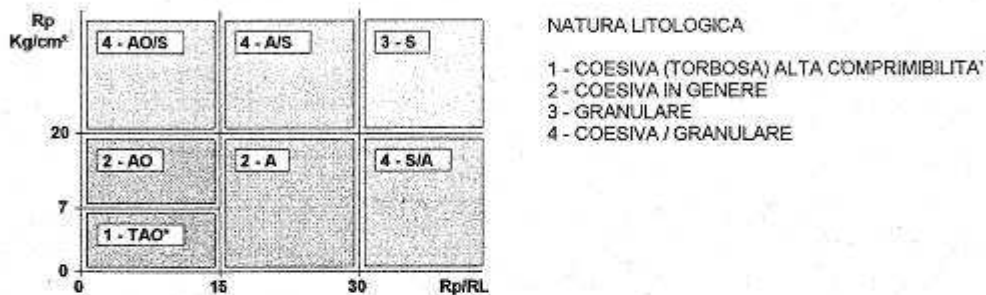 Rp
Kg/cm²
4 - AO/S
4 - A/S
3 - S
20
2 - AO
2 - A
4 - S/A
7
1 - TAO*
0
0
15
30
Rp/RL
NATURA LITOLOGICA
1 - COESIVA (TORBOSA) ALTA COMPRIMIBILITA'
2 - COESIVA IN GENERE
3 - GRANULARE
4 - COESIVA / GRANULARE